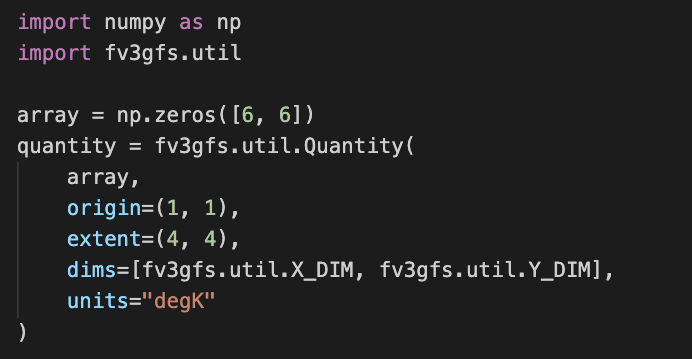 import numpy as np
import fv3gfs.util

array = np.zeros([6, 6])
quantity = fv3gfs.util.Quantity(
    array,
    origin=(1, 1),
    extent=(4, 4),
    dims=[fv3gfs.util.X_DIM, fv3gfs.util.Y_DIM],
    units="degK"
)